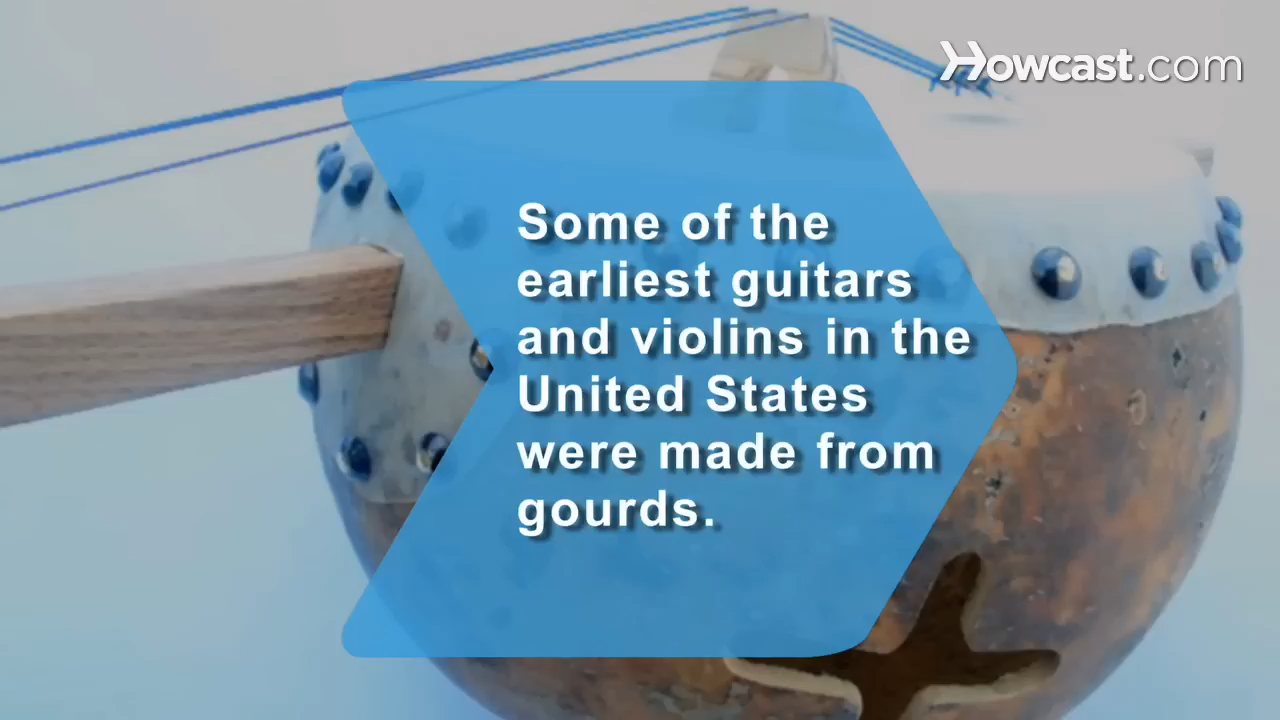 Howcast.com
Some of the
earliest guitars
and violins in the
United States
were made from
gourds.